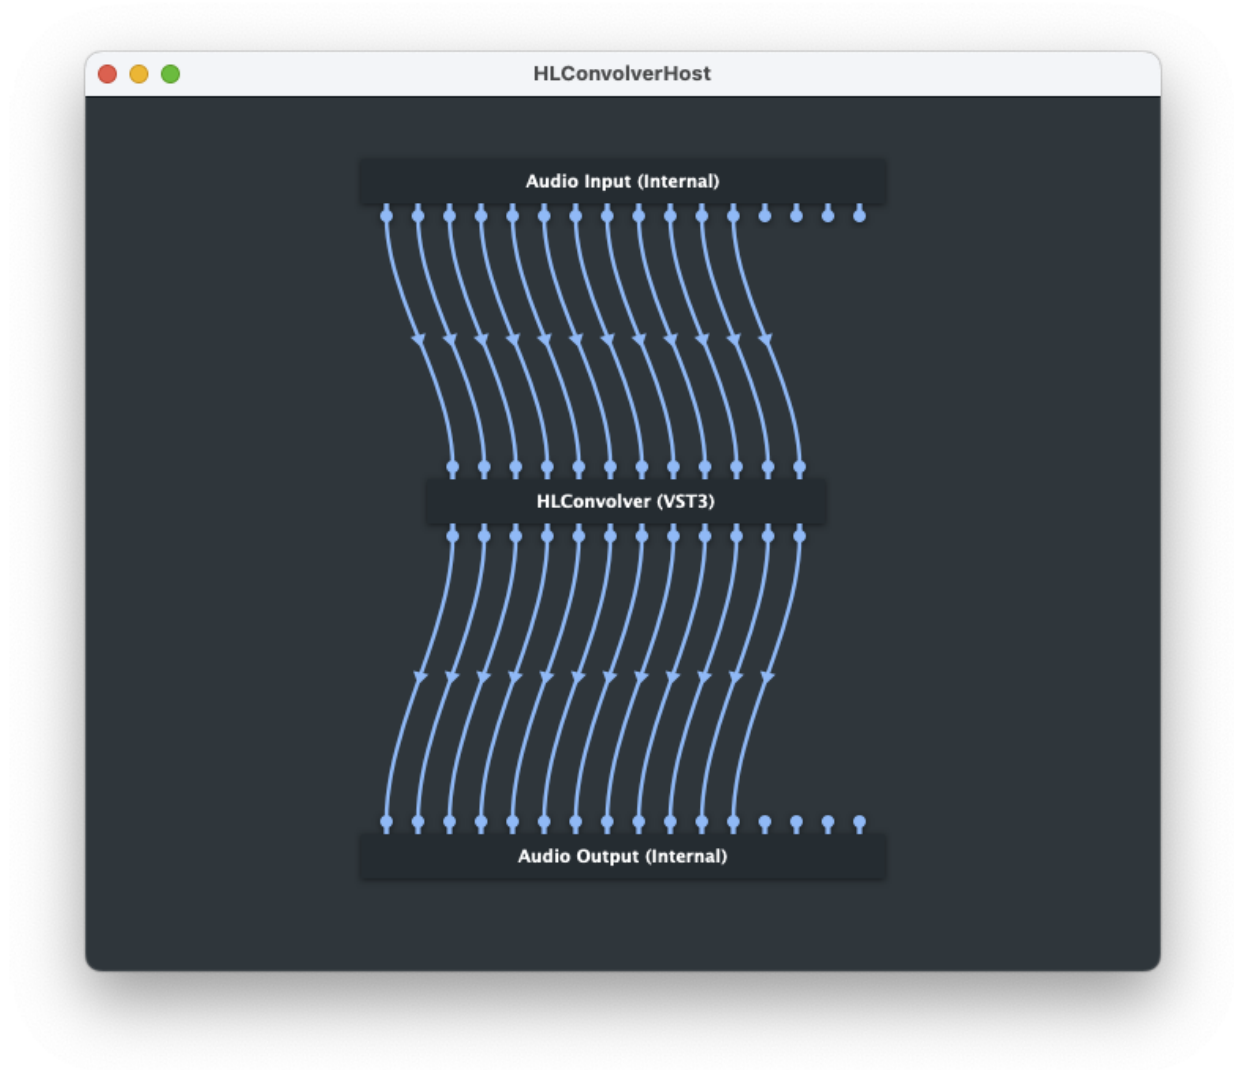 HLConvolverHost
Audio Input (Internal)
HLConvolver (VST3)
Audio Output (Internal)